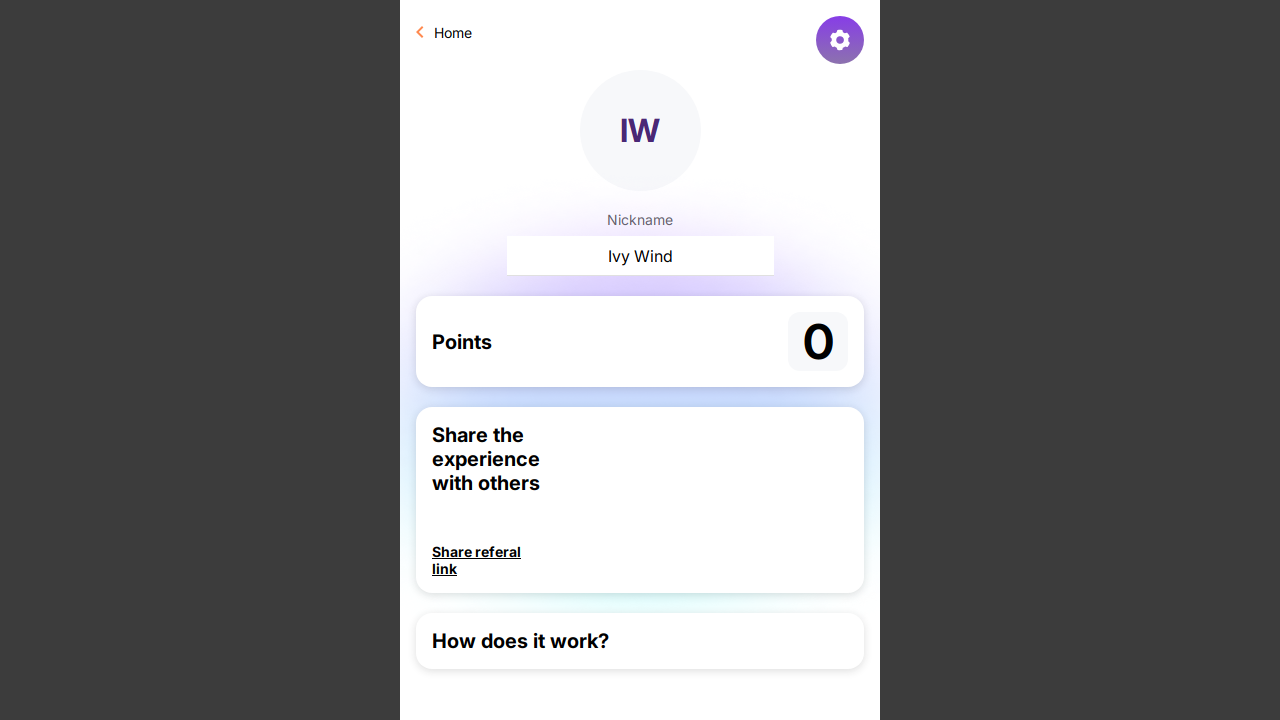 Home
IW
Nickname
Ivy Wind
Points
0
Share the
experience
with others
Share referal
link
How does it work?